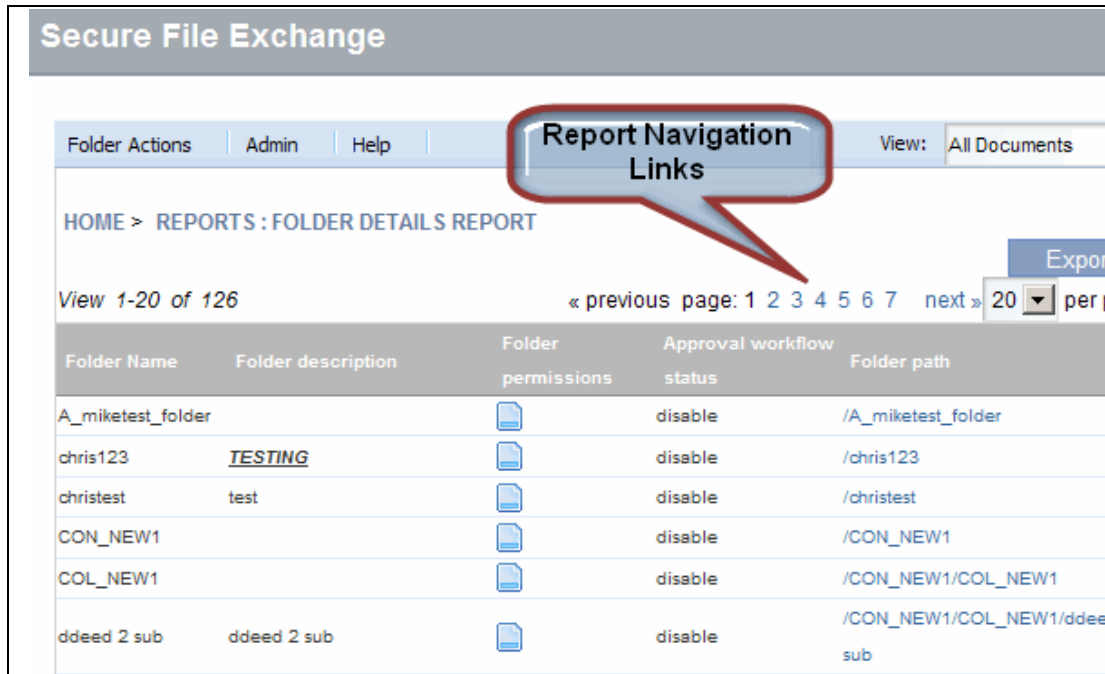 Secure File Exchange
Folder Actions Admin Help View: All Documents
Report Navigation
Links
HOME > REPORTS : FOLDER DETAILS REPORT
Expor
View 1-20 of 126 « previous page: 1 2 3 4 5 6 7 next » 20 per p
Folder Name Folder description Folder permissions Approval workflow status Folder path
A_miketest_folder disable /A_miketest_folder
chris123 TESTING disable /chris123
christest test disable /christest
CON_NEW1 disable /CON_NEW1
COL_NEW1 disable /CON_NEW1/COL_NEW1
ddeed 2 sub ddeed 2 sub disable /CON_NEW1/COL_NEW1/ddee
sub